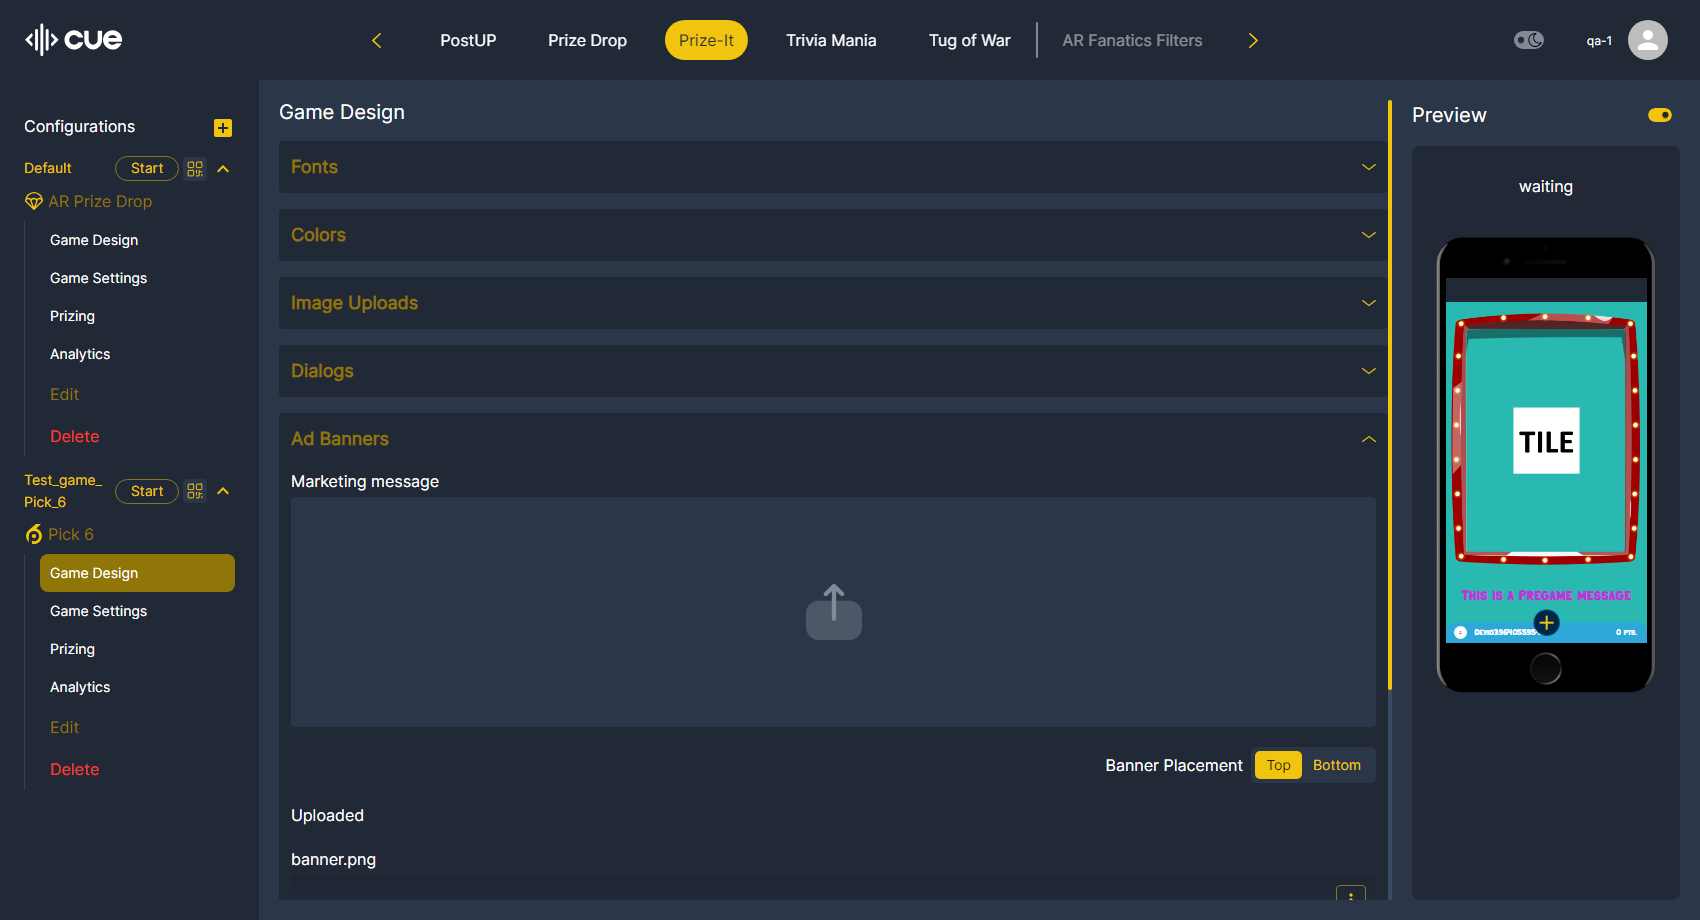 cue
PostUP
Prize Drop
Prize-It
Trivia Mania
Tug of War
AR Fanatics Filters
qa-1
Configurations
Default
Start
AR Prize Drop
Game Design
Game Settings
Prizing
Analytics
Edit
Delete
Test_game_
Pick_6
Start
Pick 6
Game Design
Game Settings
Prizing
Analytics
Edit
Delete
Game Design
Fonts
Colors
Image Uploads
Dialogs
Ad Banners
Marketing message
Banner Placement
Top
Bottom
Uploaded
banner.png
Preview
waiting
TILE
This is a Pregame message
0 pts.